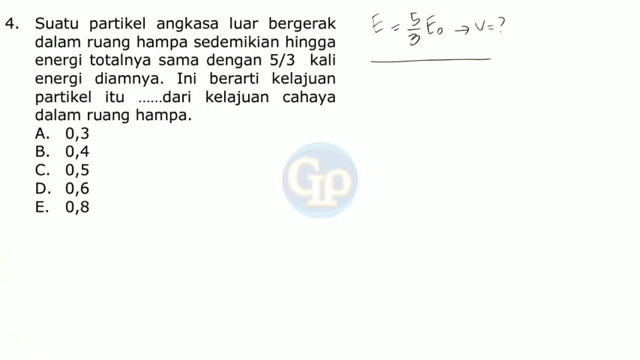 4. Suatu partikel angkasa luar bergerak
dalam ruang hampa sedemikian hingga
energi totalnya sama dengan 5/3 kali
energi diamnya. Ini berarti kelajuan
partikel itu ......dari kelajuan cahaya
dalam ruang hampa.
A. 0,3
B. 0,4
C. 0,5
D. 0,6
E. 0,8
E = 5/3 E₀ → v = ?
Gp